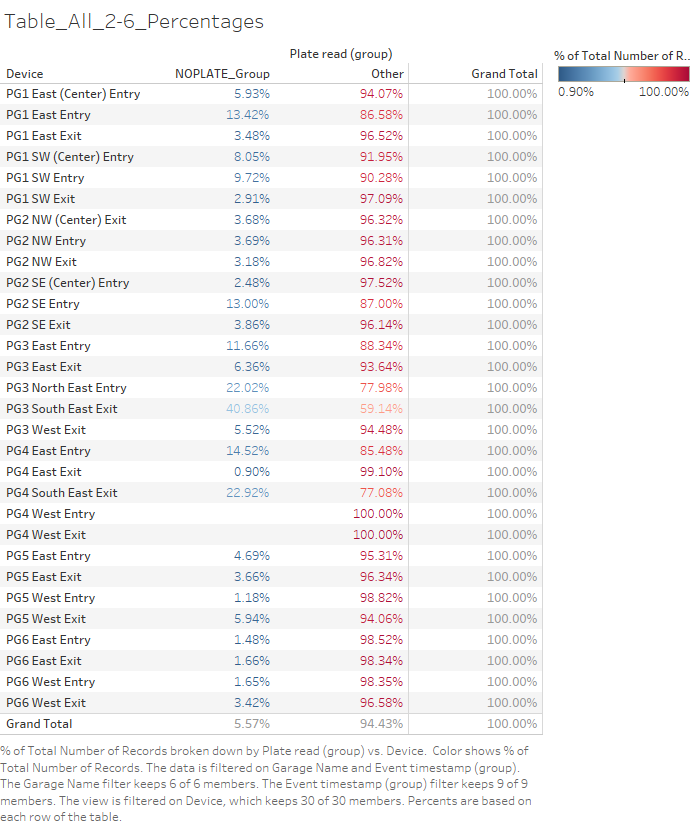 Table_All_2-6_Percentages
Plate read (group)
Device NOPLATE_Group Other Grand Total
PG1 East (Center) Entry 5.93% 94.07% 100.00%
PG1 East Entry 13.42% 86.58% 100.00%
PG1 East Exit 3.48% 96.52% 100.00%
PG1 SW (Center) Entry 8.05% 91.95% 100.00%
PG1 SW Entry 9.72% 90.28% 100.00%
PG1 SW Exit 2.91% 97.09% 100.00%
PG2 NW (Center) Exit 3.68% 96.32% 100.00%
PG2 NW Entry 3.69% 96.31% 100.00%
PG2 NW Exit 3.18% 96.82% 100.00%
PG2 SE (Center) Entry 2.48% 97.52% 100.00%
PG2 SE Entry 13.00% 87.00% 100.00%
PG2 SE Exit 3.86% 96.14% 100.00%
PG3 East Entry 11.66% 88.34% 100.00%
PG3 East Exit 6.36% 93.64% 100.00%
PG3 North East Entry 22.02% 77.98% 100.00%
PG3 South East Exit 40.86% 59.14% 100.00%
PG3 West Exit 5.52% 94.48% 100.00%
PG4 East Entry 14.52% 85.48% 100.00%
PG4 East Exit 0.90% 99.10% 100.00%
PG4 South East Exit 22.92% 77.08% 100.00%
PG4 West Entry 100.00% 100.00%
PG4 West Exit 100.00% 100.00%
PG5 East Entry 4.69% 95.31% 100.00%
PG5 East Exit 3.66% 96.34% 100.00%
PG5 West Entry 1.18% 98.82% 100.00%
PG5 West Exit 5.94% 94.06% 100.00%
PG6 East Entry 1.48% 98.52% 100.00%
PG6 East Exit 1.66% 98.34% 100.00%
PG6 West Entry 1.65% 98.35% 100.00%
PG6 West Exit 3.42% 96.58% 100.00%
Grand Total 5.57% 94.43% 100.00%
% of Total Number of R..
0.90% 100.00%
% of Total Number of Records broken down by Plate read (group) vs. Device. Color shows % of
Total Number of Records. The data is filtered on Garage Name and Event timestamp (group).
The Garage Name filter keeps 6 of 6 members. The Event timestamp (group) filter keeps 9 of 9
members. The view is filtered on Device, which keeps 30 of 30 members. Percents are based on
each row of the table.